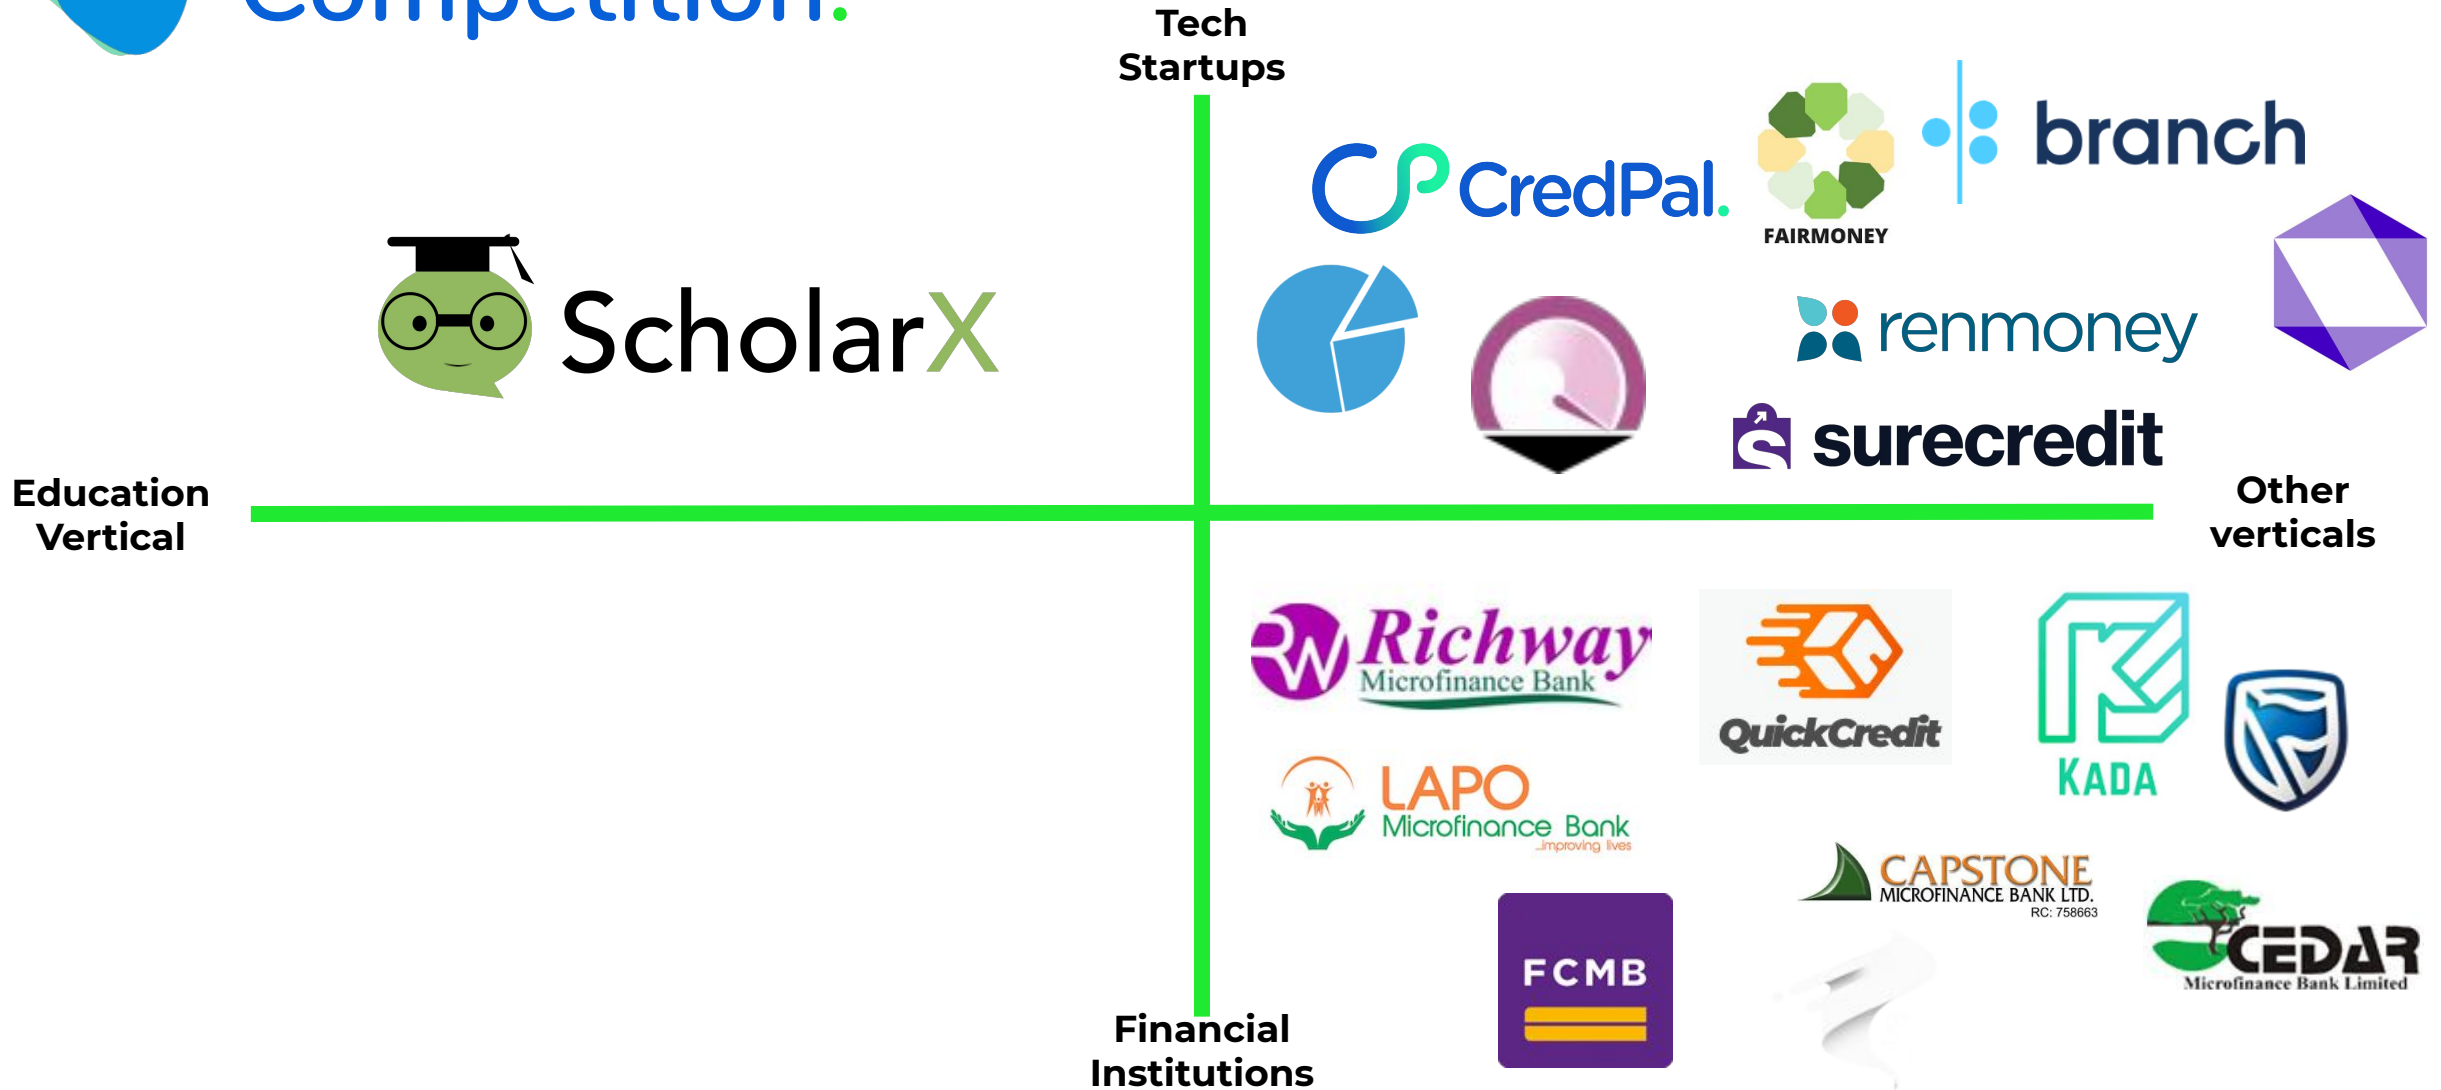 Competition.
Tech
Startups
CredPal.
FAIRMONEY
branch
ScholarX
renmoney
surecredit
Education
Vertical
Other
verticals
RW Richway
Microfinance Bank
QuickCredit
KADA
LAPO
Microfinance Bank
...improving lives
CAPSTONE
MICROFINANCE BANK LTD.
RC: 758663
FCMB
CEDAR
Microfinance Bank Limited
Financial
Institutions